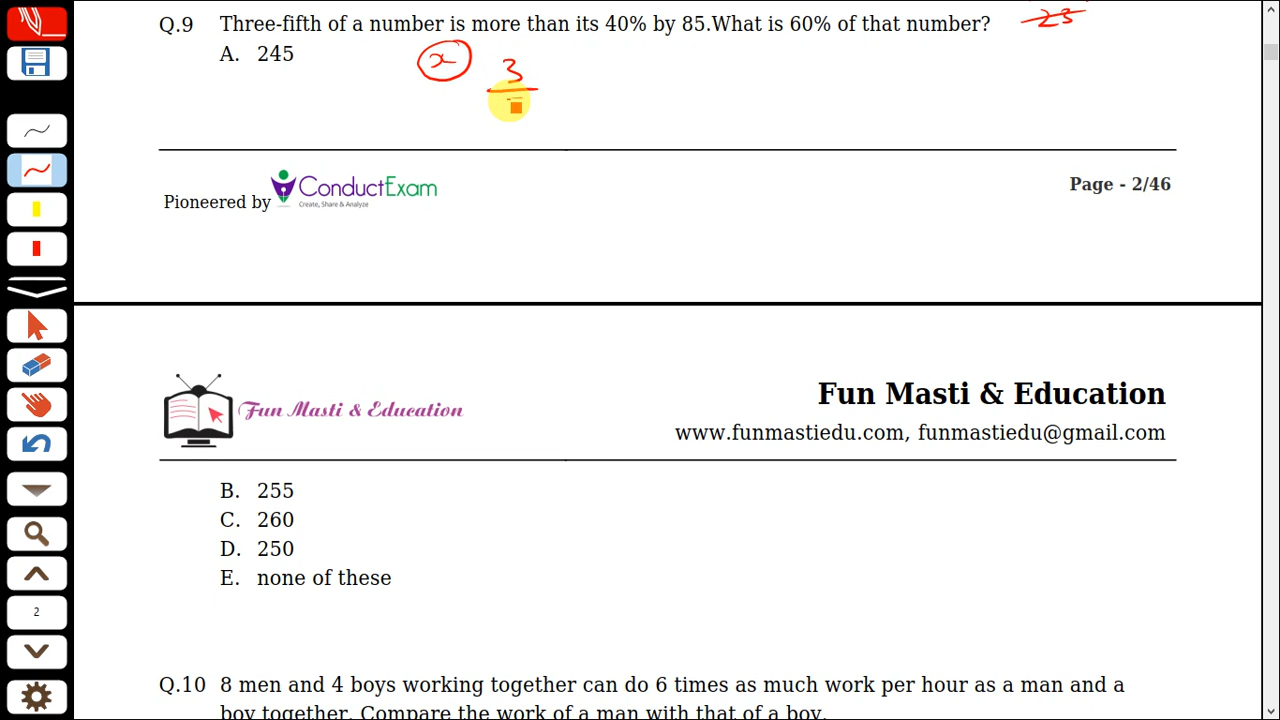 Q.9 Three-fifth of a number is more than its 40% by 85.What is 60% of that number?
23
A. 245
x
3
Pioneered by ConductExam
Create, Share & Analyze
Page - 2/46
Fun Masti & Education
Fun Masti & Education
www.funmastiedu.com, funmastiedu@gmail.com
B. 255
C. 260
D. 250
E. none of these
2
Q.10 8 men and 4 boys working together can do 6 times as much work per hour as a man and a
boy together. Compare the work of a man with that of a boy.